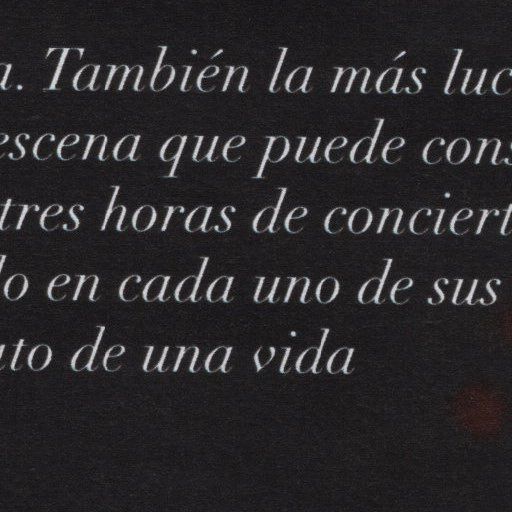 a. También la más luc
escena que puede cons
tres horas de conciert
lo en cada uno de sus
uto de una vida